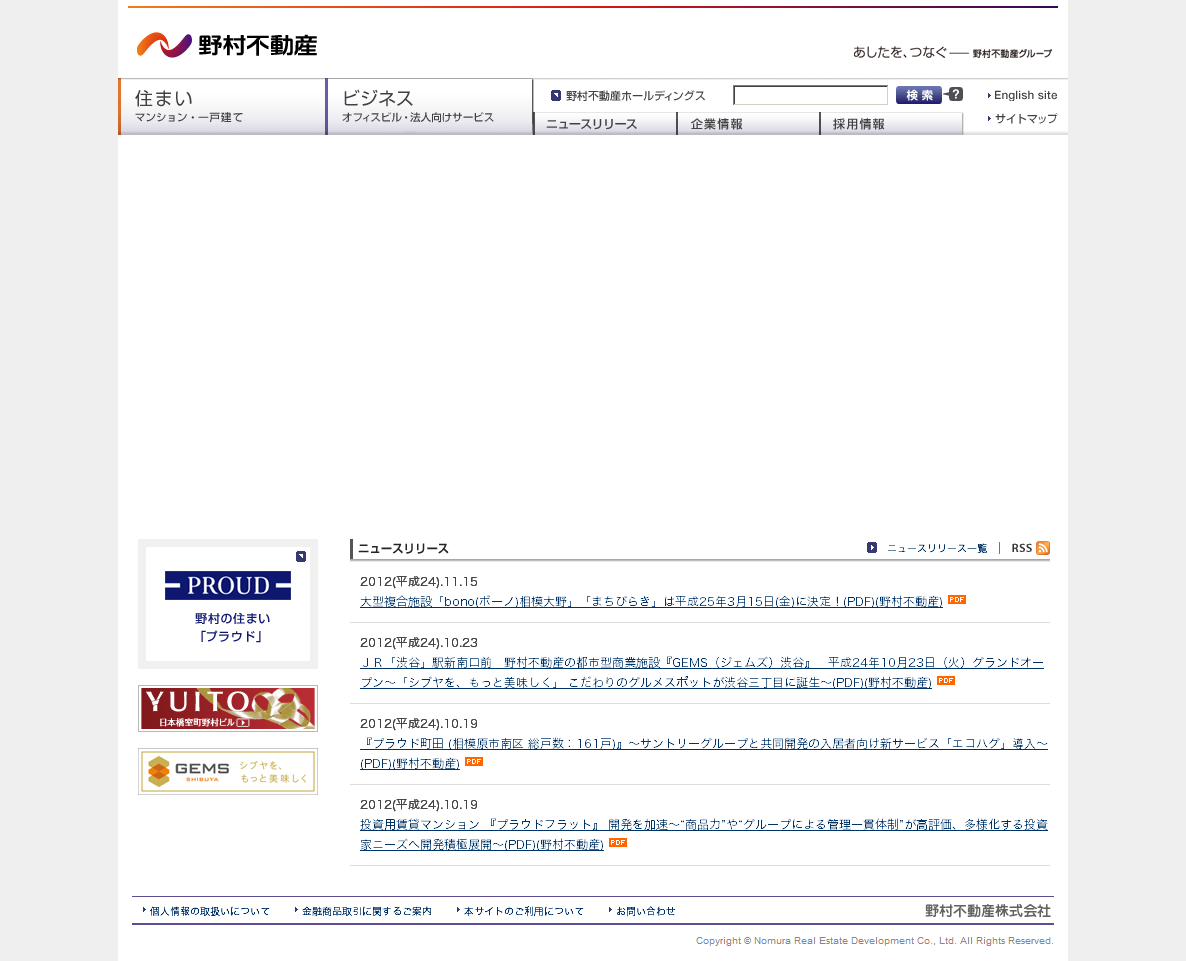 野村不動産
あしたを、つなぐ── 野村不動産グループ
住まい
マンション・一戸建て
ビジネス
オフィスビル・法人向けサービス
野村不動産ホールディングス
検索
?
English site
ニュースリリース
企業情報
採用情報
サイトマップ
PROUD
野村の住まい
「プラウド」
YUITO
日本橋室町野村ビル
GEMS
SHIBUYA
シブヤを、
もっと美味しく
ニュースリリース
ニュースリリース一覧
RSS
2012(平成24).11.15
大型複合施設「bono(ボーノ)相模大野」「まちびらき」は平成25年3月15日(金)に決定！(PDF)(野村不動産) PDF
2012(平成24).10.23
ＪＲ「渋谷」駅新南口前　野村不動産の都市型商業施設『GEMS（ジェムズ）渋谷』　平成24年10月23日（火）グランドオー
プン～「シブヤを、もっと美味しく」 こだわりのグルメスポットが渋谷三丁目に誕生～(PDF)(野村不動産) PDF
2012(平成24).10.19
『プラウド町田 (相模原市南区 総戸数：161戸)』～サントリーグループと共同開発の入居者向け新サービス「エコハグ」導入～
(PDF)(野村不動産) PDF
2012(平成24).10.19
投資用賃貸マンション 『プラウドフラット』 開発を加速～“商品力”や“グループによる管理一貫体制”が高評価、多様化する投資
家ニーズへ開発積極展開～(PDF)(野村不動産) PDF
個人情報の取扱いについて
金融商品取引に関するご案内
本サイトのご利用について
お問い合わせ
野村不動産株式会社
Copyright © Nomura Real Estate Development Co., Ltd. All Rights Reserved.